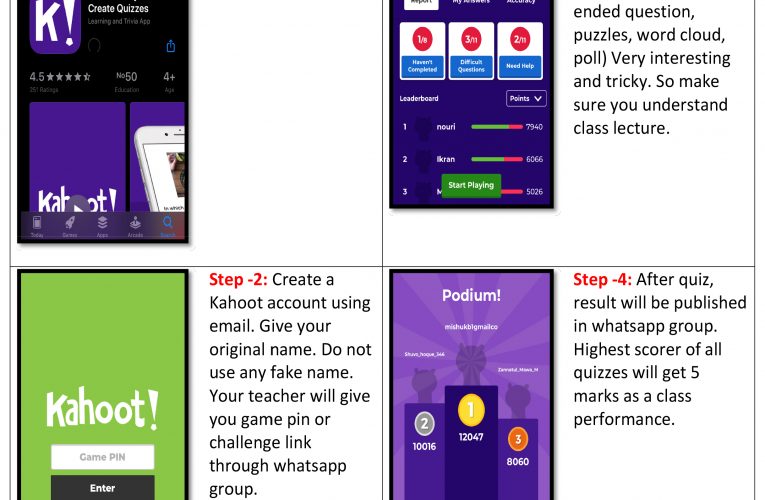 K!
Create Quizzes
Learning and Trivia App
4.5 ★★★★★ No50 4+
351 Ratings Education Age
Kahoot!
Today Games Apps Arcade Search
Report My Answers Accuracy
1/8 3/11 2/11
Haven't Completed
Difficult Questions
Need Help
Leaderboard Points
1 nouri 7940
2 Ikran 6066
3 M 5026
Start Playing
ended question,
puzzles, word cloud,
poll) Very interesting
and tricky. So make
sure you understand
class lecture.
Kahoot!
Game PIN
Enter
Step -2: Create a
Kahoot account using
email. Give your
original name. Do not
use any fake name.
Your teacher will give
you game pin or
challenge link
through whatsapp
group.
Podium!
mishukb1gmailco
Shuvo_hoque_346
Zannatul_Mawa_M
1
12047
2
10016
3
8060
Step -4: After quiz,
result will be published
in whatsapp group.
Highest scorer of all
quizzes will get 5
marks as a class
performance.